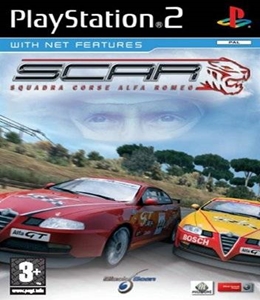 PlayStation 2
WITH NET FEATURES
PAL
SCAR
SQUADRA CORSE ALFA ROMEO
Alfa GT
BOSCH
3+
www.pegi.info
Black Bean